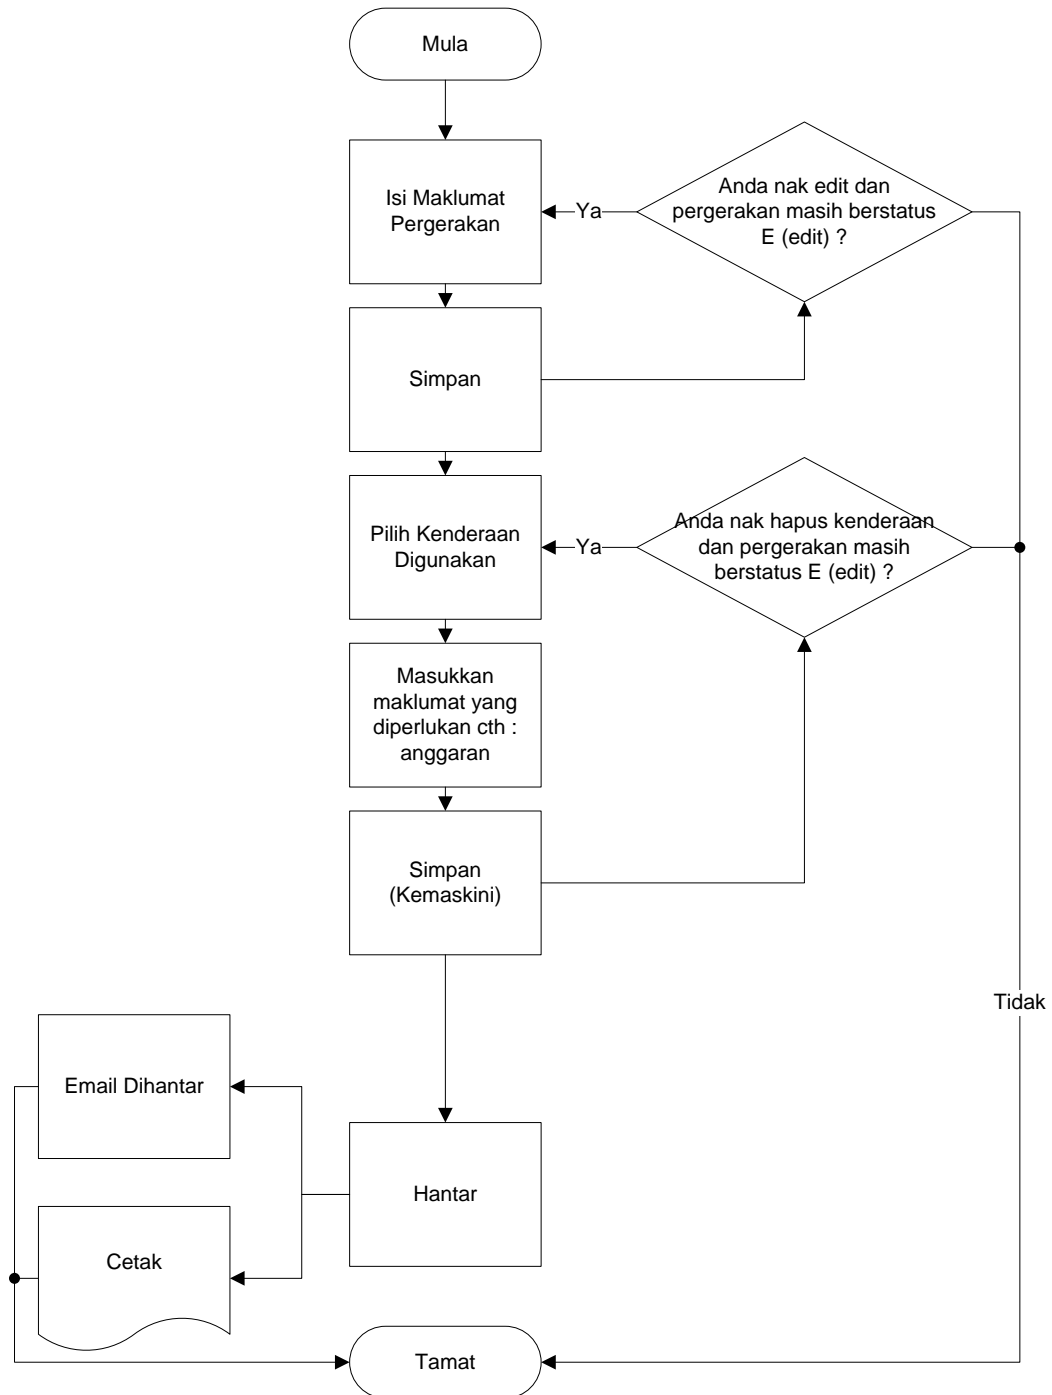 Mula
Isi Maklumat
Pergerakan
Ya
Anda nak edit dan
pergerakan masih berstatus
E (edit) ?
Simpan
Pilih Kenderaan
Digunakan
Ya
Anda nak hapus kenderaan
dan pergerakan masih
berstatus E (edit) ?
Masukkan
maklumat yang
diperlukan cth :
anggaran
Simpan
(Kemaskini)
Tidak
Email Dihantar
Hantar
Cetak
Tamat